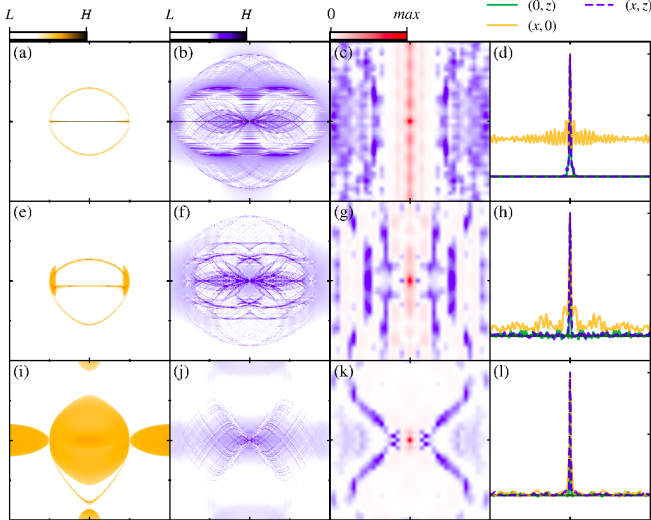 L H L H 0 max (0, z) (x, z)
(x, 0)
(a) (b) (c) (d)
(e) (f) (g) (h)
(i) (j) (k) (l)